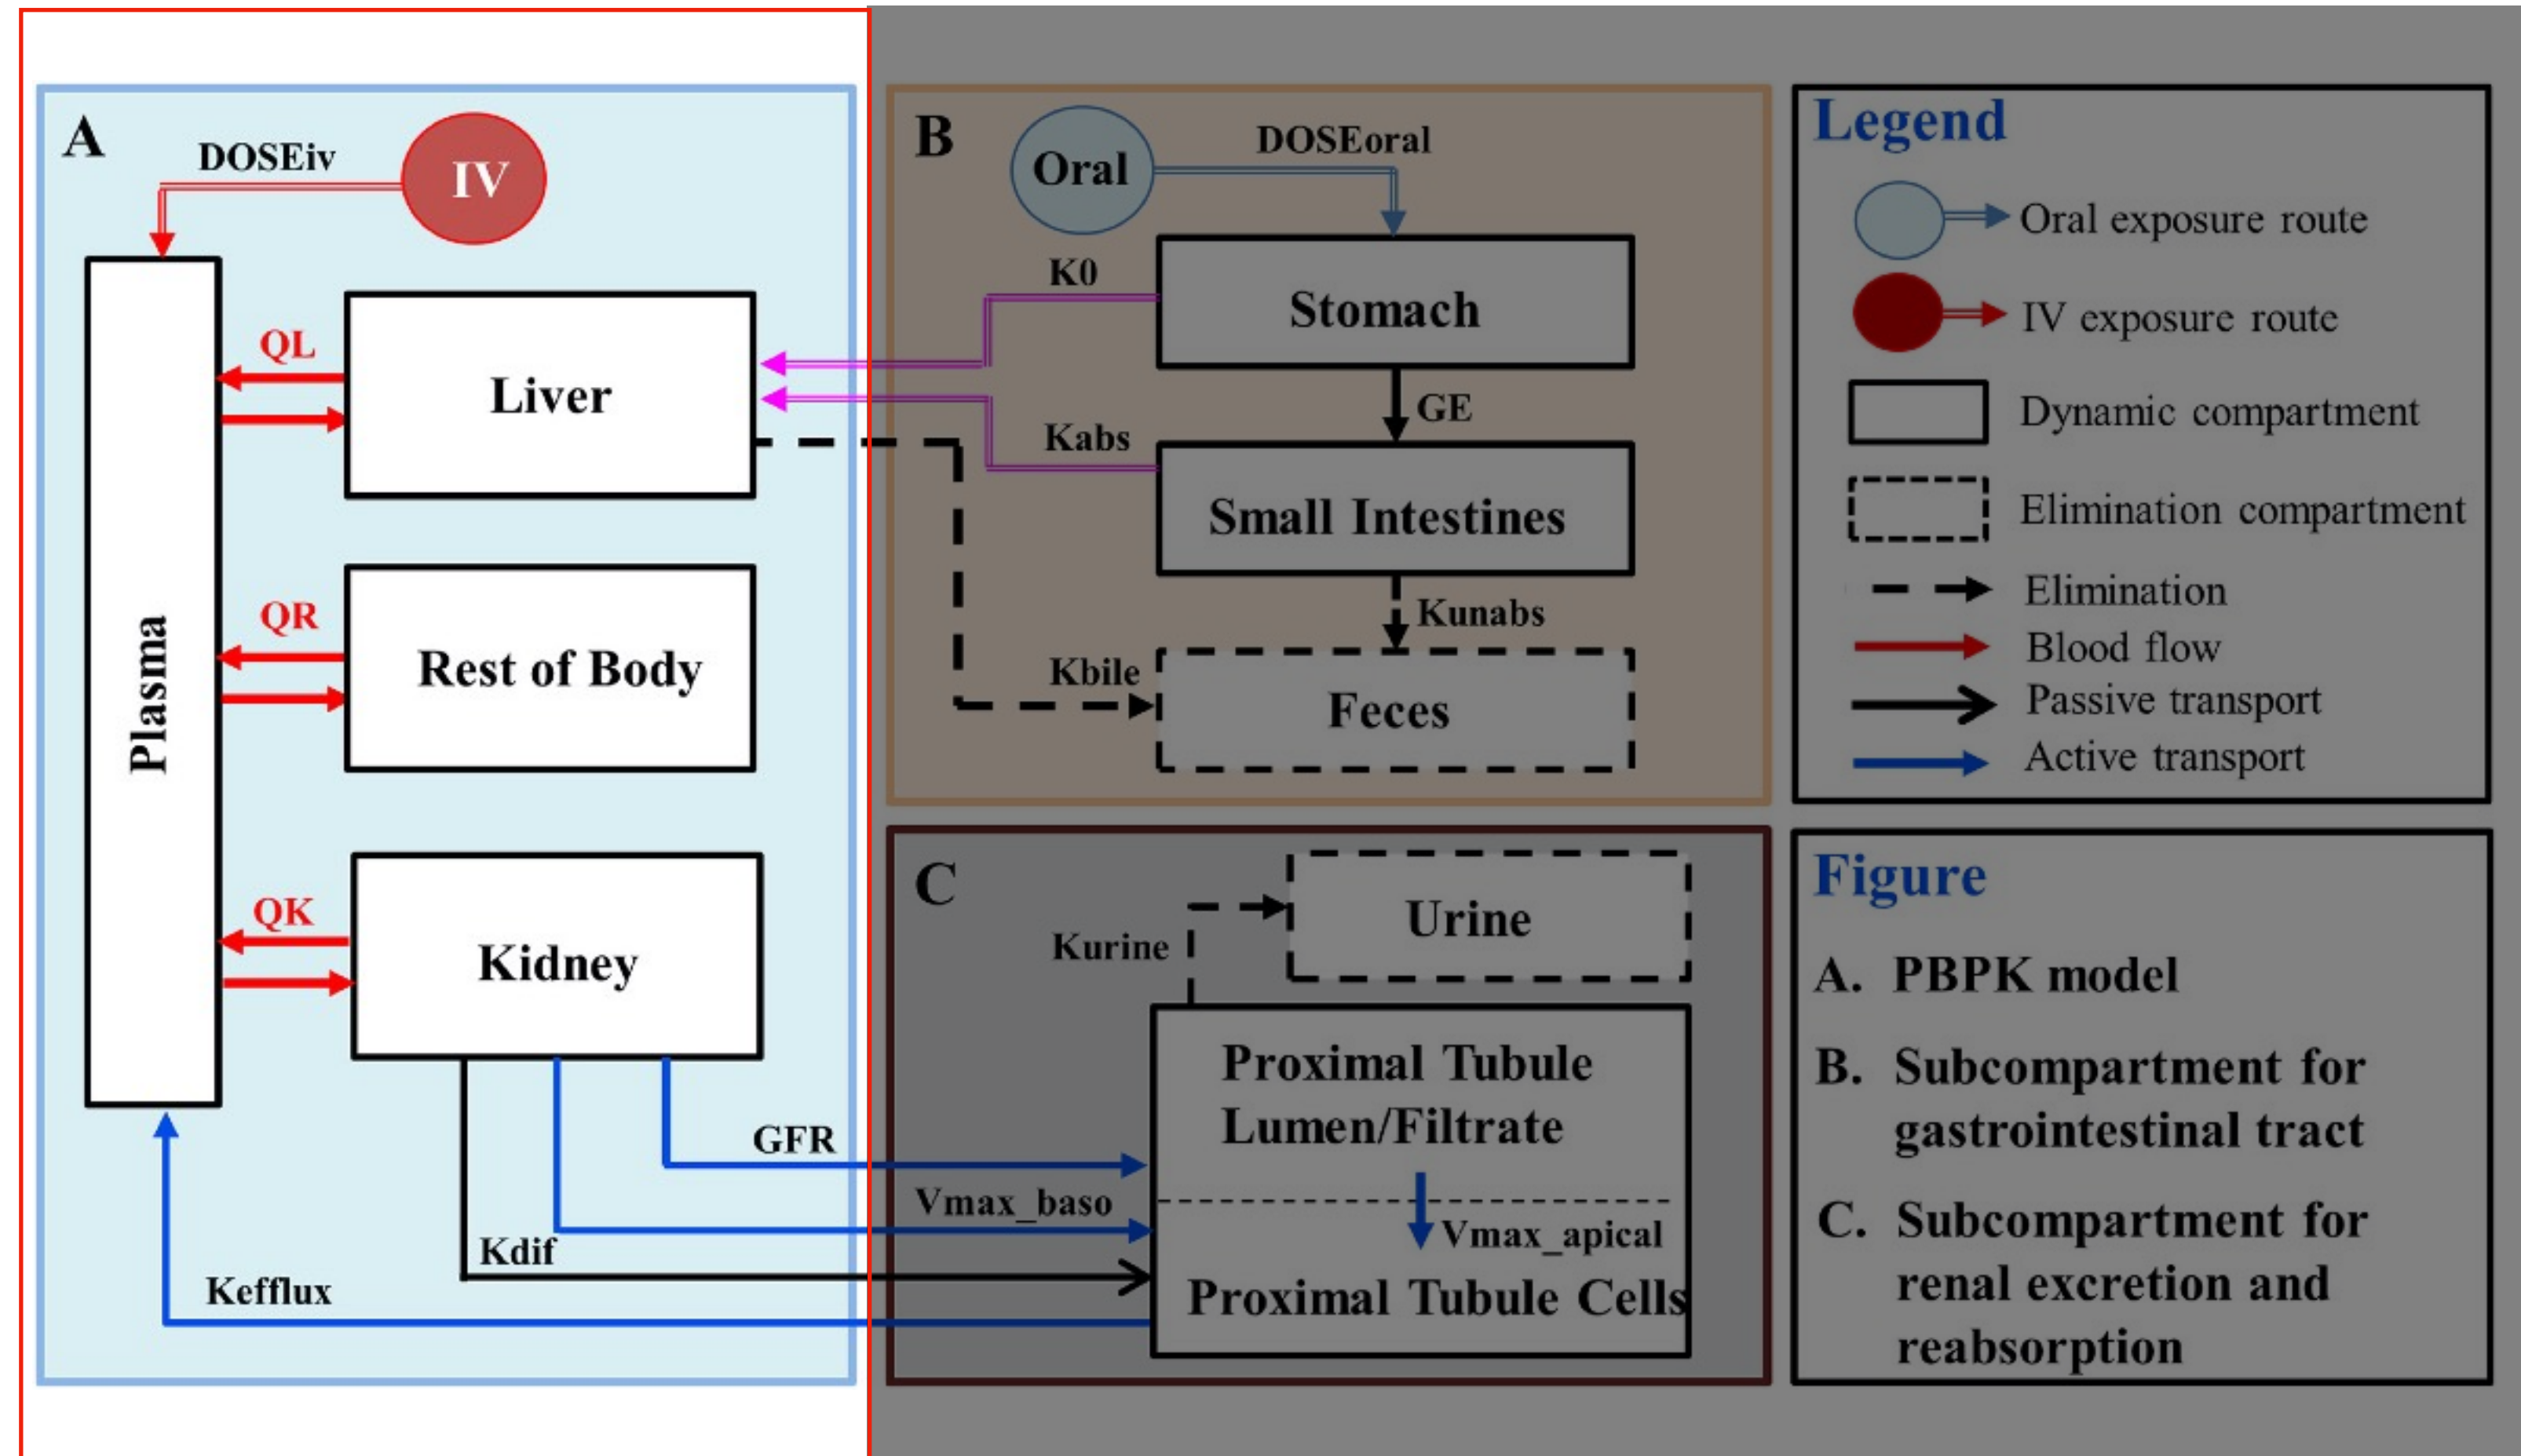 A
DOSEiv
IV
QL
Liver
QR
Rest of Body
Plasma
QK
Kidney
GFR
Kdif
Kefflux
B
Oral
DOSEoral
K0
Stomach
GE
Kabs
Small Intestines
Kunabs
Kbile
Feces
C
Urine
Kurine
Proximal Tubule
Lumen/Filtrate
Vmax_baso
Vmax_apical
Proximal Tubule Cells
Legend
Oral exposure route
IV exposure route
Dynamic compartment
Elimination compartment
Elimination
Blood flow
Passive transport
Active transport
Figure
A. PBPK model
B. Subcompartment for
gastrointestinal tract
C. Subcompartment for
renal excretion and
reabsorption